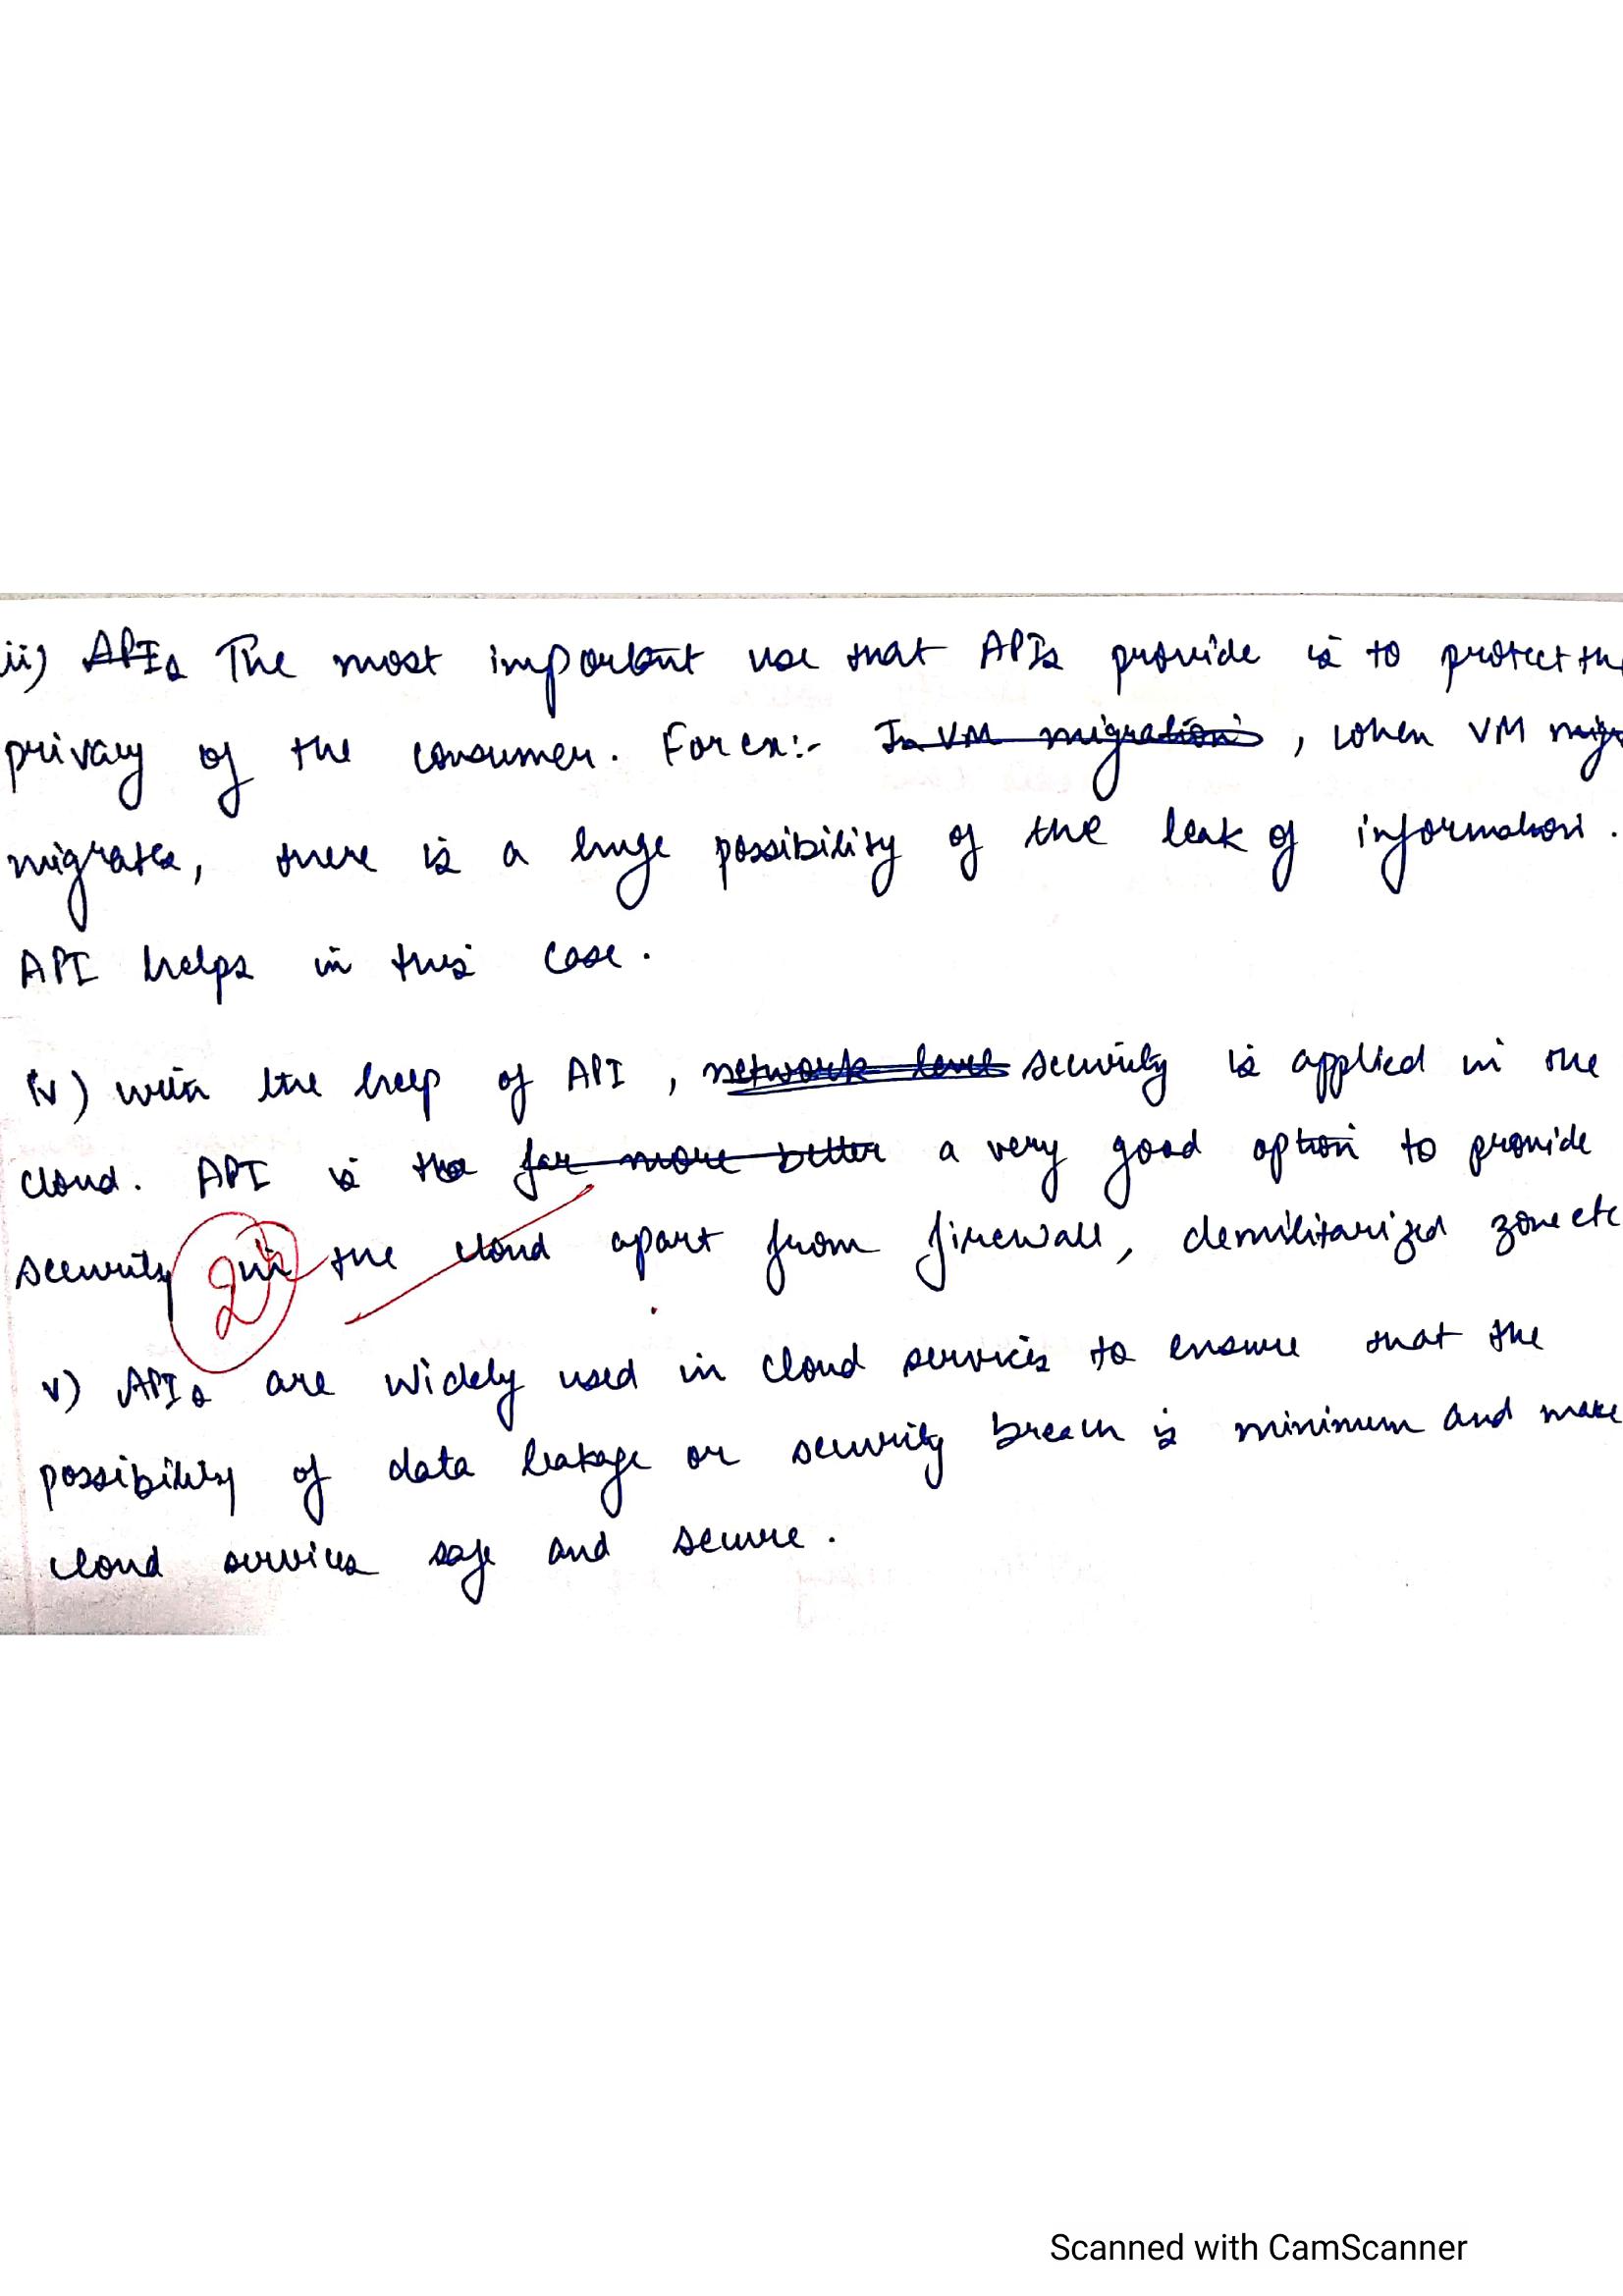 ii) APIs The most important use that APIs provide is to protect th
privacy of the consumer. For ex:- In VM migration , when VM migr
migrates, there is a huge possibility of the leak of information.
API helps in this case.
iv) with the help of API , network level security is applied in the
cloud. API is the far more better a very good option to provide
security in the cloud apart from firewall, demilitarized zone etc
2
v) APIs are widely used in cloud services to ensure that the
possibility of data leakage or security breach is minimum and make
cloud services safe and secure.
Scanned with CamScanner